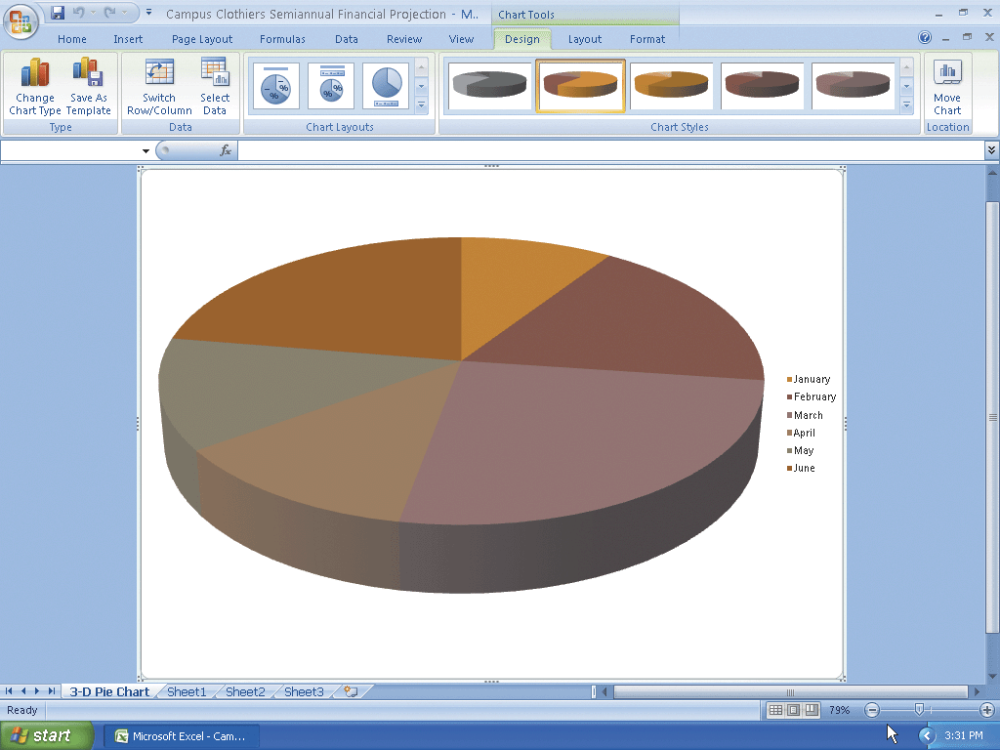 Campus Clothiers Semiannual Financial Projection - M.. Chart Tools
Home Insert Page Layout Formulas Data Review View Design Layout Format
Change Chart Type
Save As Template
Switch Row/Column
Select Data
Move Chart
Type Data Chart Layouts Chart Styles Location
fx
January
February
March
April
May
June
3-D Pie Chart Sheet1 Sheet2 Sheet3
Ready 79%
start Microsoft Excel - Cam... 3:31 PM